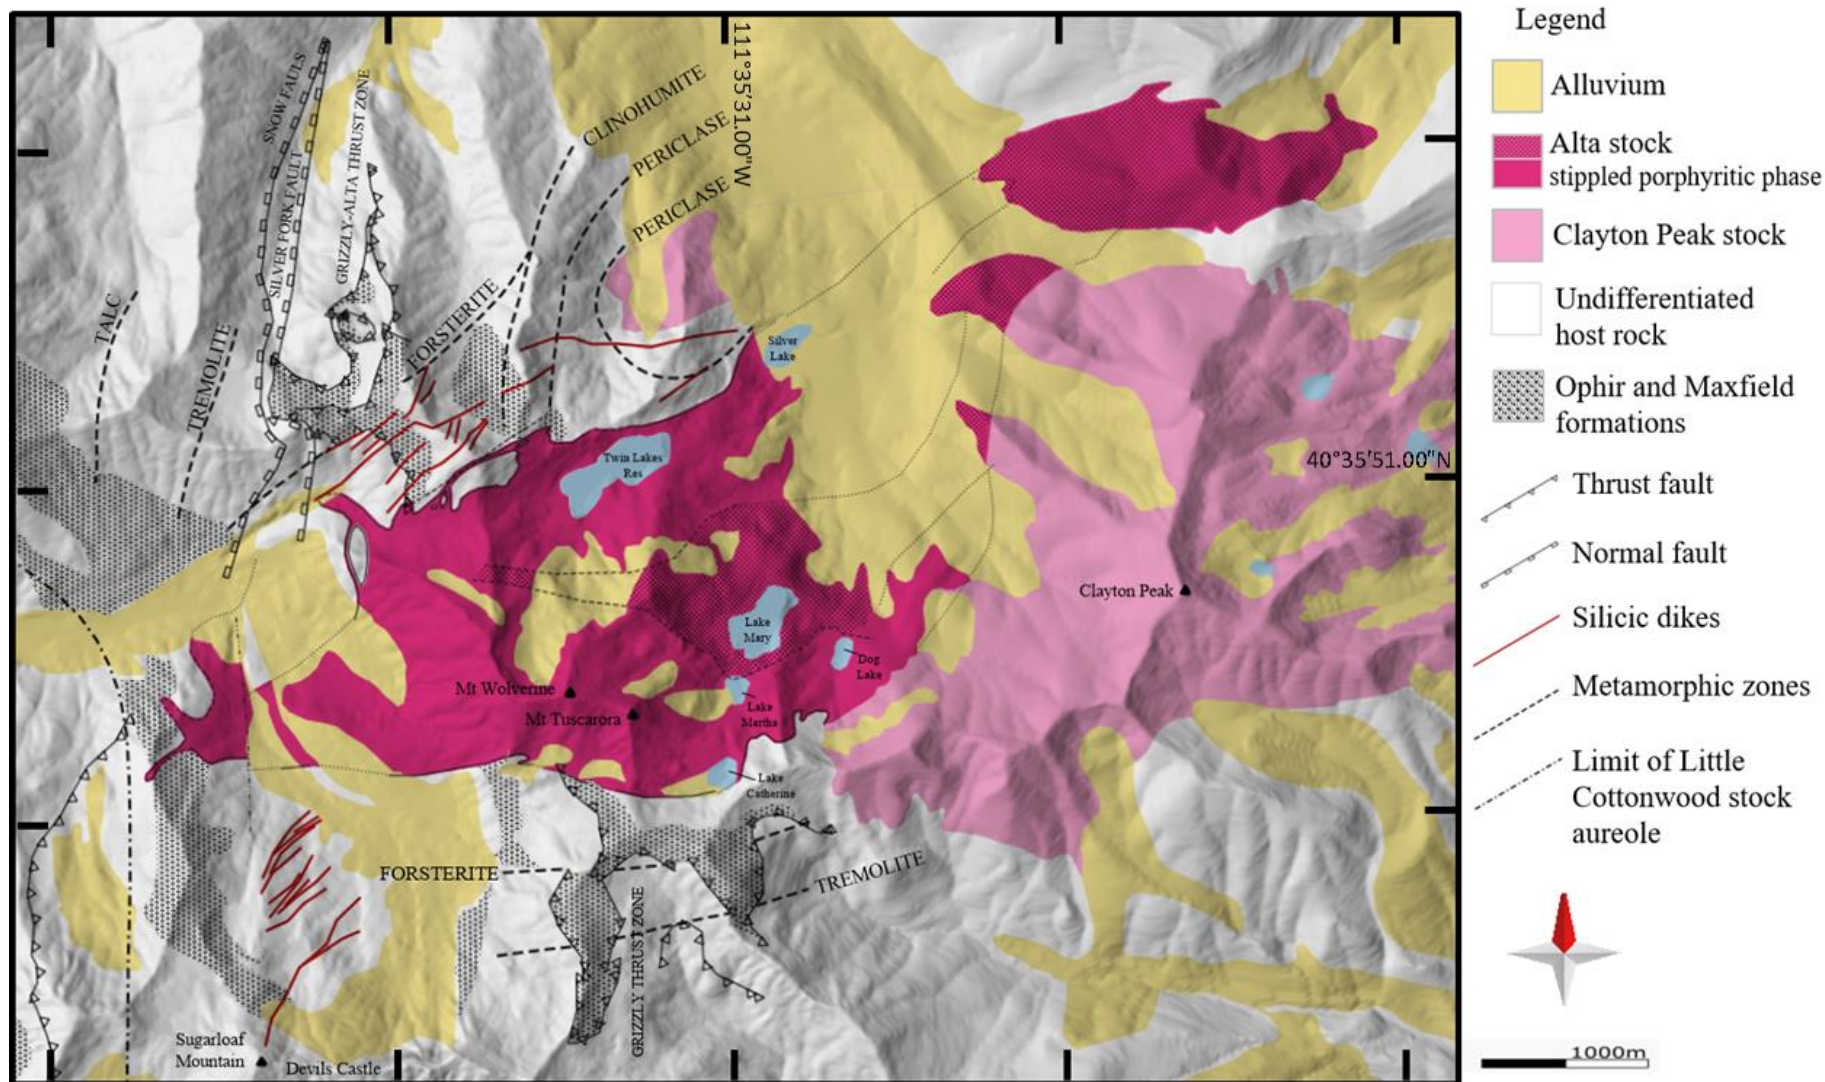 SNOW FAULS
SILVER FORK FAULT
GRIZZLY-ALTA THRUST ZONE
CLINOHUMITE
PERICLASE
PERICLASE
111°35'31.00"W
TALC
TREMOLITE
FORSTERITE
Silver
Lake
Twin Lakes
Res
40°35'51.00"N
Clayton Peak
Lake
Mary
Dog
Lake
Mt Wolverine
Mt Tuscarora
Lake
Martha
Lake
Catherine
FORSTERITE
TREMOLITE
GRIZZLY THRUST ZONE
Sugarloaf
Mountain
Devils Castle
Legend
Alluvium
Alta stock
stippled porphyritic phase
Clayton Peak stock
Undifferentiated
host rock
Ophir and Maxfield
formations
Thrust fault
Normal fault
Silicic dikes
Metamorphic zones
Limit of Little
Cottonwood stock
aureole
1000m